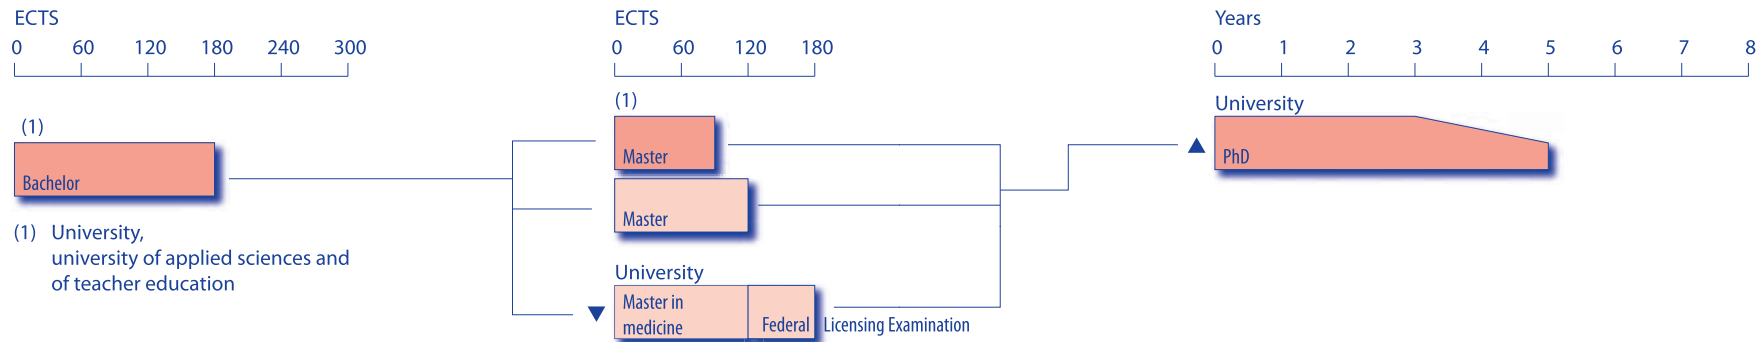 ECTS
0 60 120 180 240 300
(1)
Bachelor
(1) University,
university of applied sciences and
of teacher education
ECTS
0 60 120 180
(1)
Master
Master
University
Master in
medicine
Federal Licensing Examination
Years
0 1 2 3 4 5 6 7 8
University
PhD